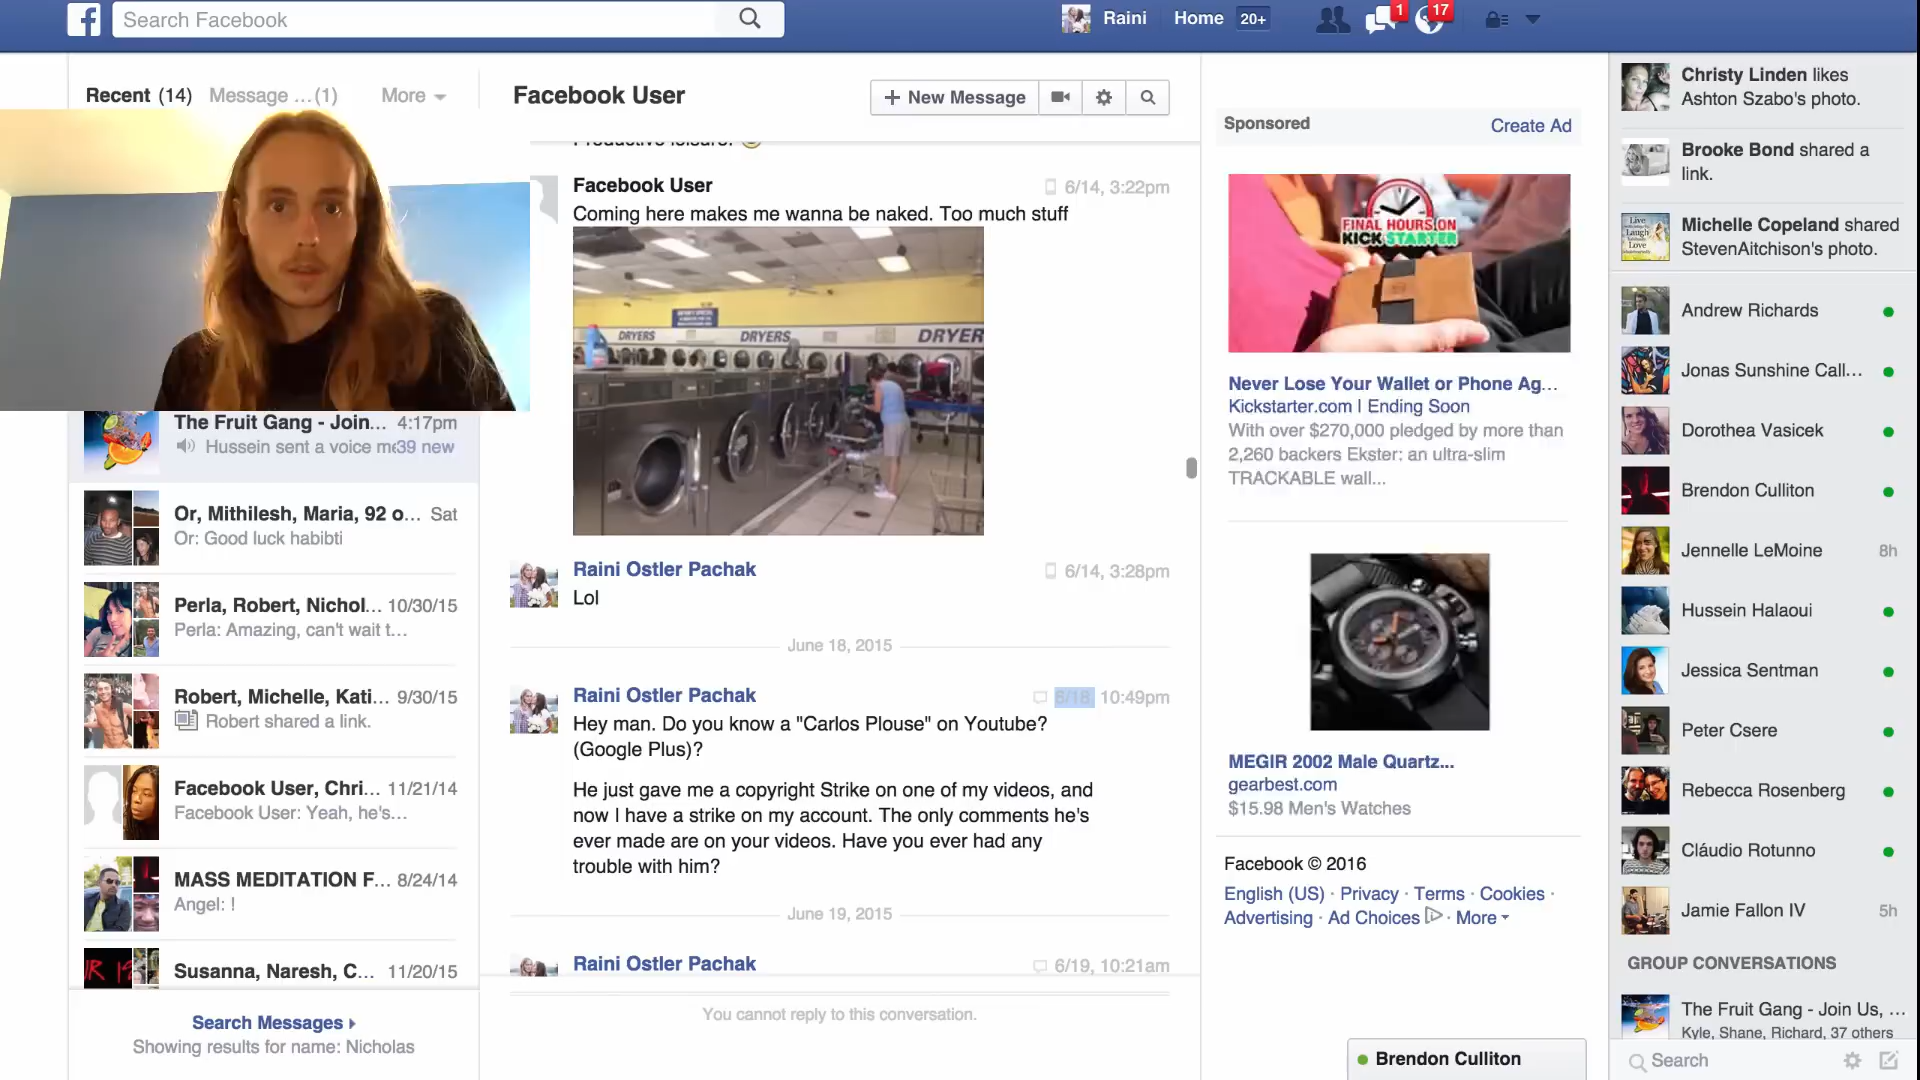 Search Facebook
Raini
Home 20+
1
17
Recent (14) Message ...(1) More
Facebook User
+ New Message
Productive leisure.
Facebook User 6/14, 3:22pm
Coming here makes me wanna be naked. Too much stuff
DRYERS DRYERS DRYER
Raini Ostler Pachak 6/14, 3:28pm
Lol
June 18, 2015
Raini Ostler Pachak 6/18, 10:49pm
Hey man. Do you know a "Carlos Plouse" on Youtube?
(Google Plus)?
He just gave me a copyright Strike on one of my videos, and
now I have a strike on my account. The only comments he's
ever made are on your videos. Have you ever had any
trouble with him?
June 19, 2015
Raini Ostler Pachak 6/19, 10:21am
You cannot reply to this conversation.
The Fruit Gang - Join... 4:17pm
Hussein sent a voice me 39 new
Or, Mithilesh, Maria, 92 o... Sat
Or: Good luck habibti
Perla, Robert, Nichol... 10/30/15
Perla: Amazing, can't wait t...
Robert, Michelle, Kati... 9/30/15
Robert shared a link.
Facebook User, Chri... 11/21/14
Facebook User: Yeah, he's...
MASS MEDITATION F... 8/24/14
Angel: !
Susanna, Naresh, C... 11/20/15
Search Messages
Showing results for name: Nicholas
Sponsored Create Ad
FINAL HOURS ON
KICKSTARTER
Never Lose Your Wallet or Phone Ag...
Kickstarter.com | Ending Soon
With over $270,000 pledged by more than
2,260 backers Ekster: an ultra-slim
TRACKABLE wall...
MEGIR 2002 Male Quartz...
gearbest.com
$15.98 Men's Watches
Facebook © 2016
English (US) · Privacy · Terms · Cookies ·
Advertising · Ad Choices · More
Christy Linden likes
Ashton Szabo's photo.
Brooke Bond shared a
link.
Live
Laugh
Love
Michelle Copeland shared
StevenAitchison's photo.
Andrew Richards
Jonas Sunshine Call...
Dorothea Vasicek
Brendon Culliton
Jennelle LeMoine 8h
Hussein Halaoui
Jessica Sentman
Peter Csere
Rebecca Rosenberg
Cláudio Rotunno
Jamie Fallon IV 5h
GROUP CONVERSATIONS
The Fruit Gang - Join Us, ...
Kyle, Shane, Richard, 37 others
Search
Brendon Culliton